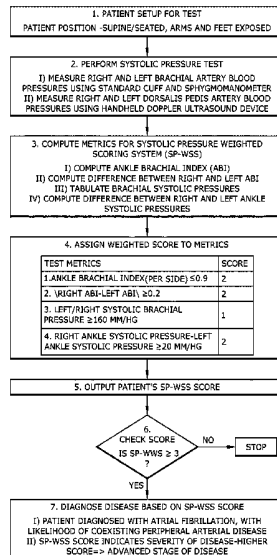 1. PATIENT SETUP FOR TEST
PATIENT POSITION -SUPINE/SEATED, ARMS AND FEET EXPOSED
2. PERFORM SYSTOLIC PRESSURE TEST
I) MEASURE RIGHT AND LEFT BRACHIAL ARTERY BLOOD
PRESSURES USING STANDARD CUFF AND SPHYGMOMANOMETER
II) MEASURE RIGHT AND LEFT DORSALIS PEDIS ARTERY BLOOD
PRESSURES USING HANDHELD DOPPLER ULTRASOUND DEVICE
3. COMPUTE METRICS FOR SYSTOLIC PRESSURE WEIGHTED
SCORING SYSTEM (SP-WSS)
I) COMPUTE ANKLE BRACHIAL INDEX (ABI)
II) COMPUTE DIFFERENCE BETWEEN RIGHT AND LEFT ABI
III) TABULATE BRACHIAL SYSTOLIC PRESSURES
IV) COMPUTE DIFFERENCE BETWEEN RIGHT AND LEFT ANKLE
SYSTOLIC PRESSURES
4. ASSIGN WEIGHTED SCORE TO METRICS
TEST METRICS SCORE
1.ANKLE BRACHIAL INDEX(PER SIDE) ≤0.9 2
2. \RIGHT ABI-LEFT ABI\ ≥0.2 2
3. LEFT/RIGHT SYSTOLIC BRACHIAL
PRESSURE ≥160 MM/HG 1
4. RIGHT ANKLE SYSTOLIC PRESSURE-LEFT
ANKLE SYSTOLIC PRESSURE ≥20 MM/HG 2
5. OUTPUT PATIENT'S SP-WSS SCORE
6.
CHECK SCORE
IS SP-WWS ≥ 3
?
NO
STOP
YES
7. DIAGNOSE DISEASE BASED ON SP-WSS SCORE
I) PATIENT DIAGNOSED WITH ATRIAL FIBRILLATION, WITH
LIKELIHOOD OF COEXISTING PERIPHERAL ARTERIAL DISEASE
II) SP-WSS SCORE INDICATES SEVERITY OF DISEASE-HIGHER
SCORE=> ADVANCED STAGE OF DISEASE